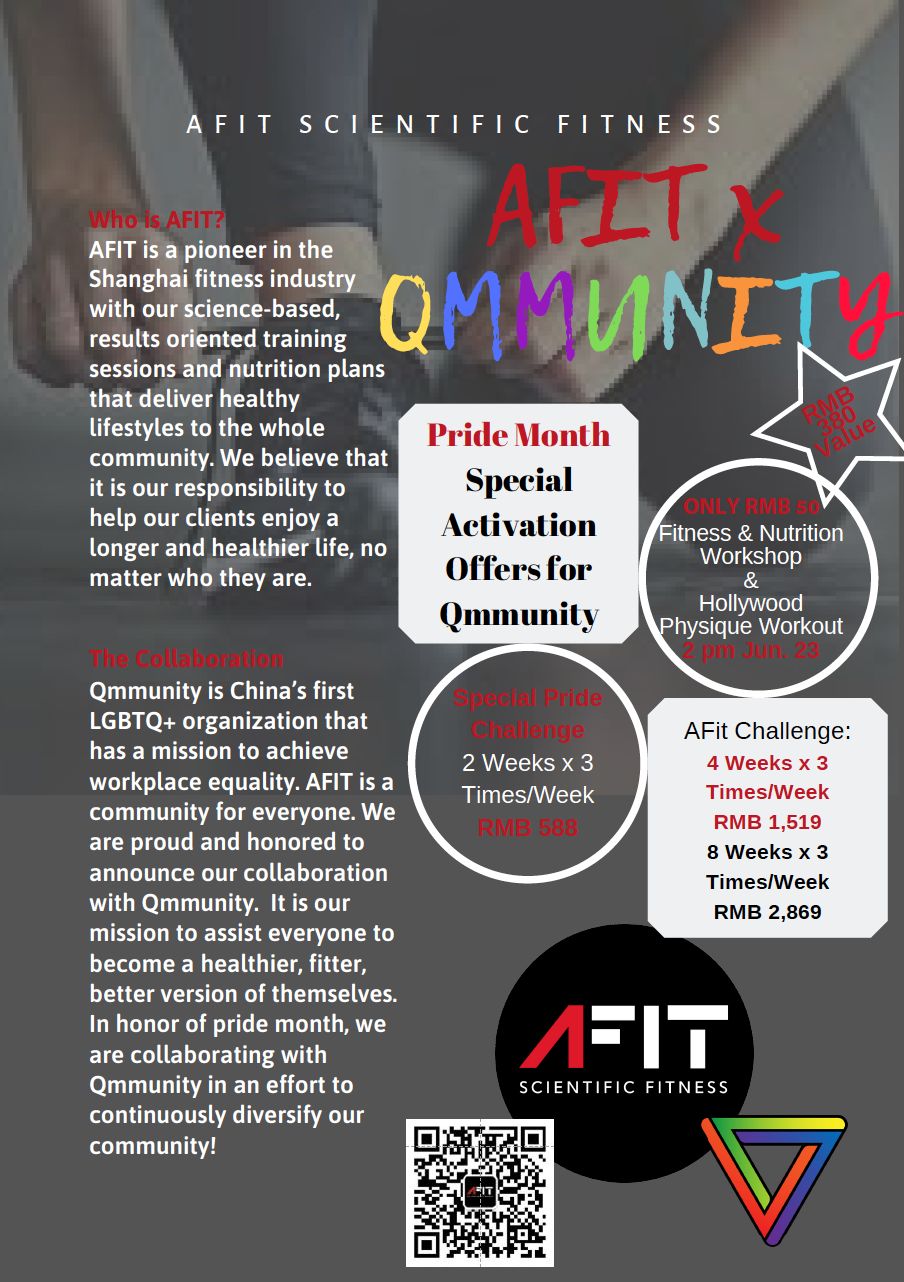 AFIT SCIENTIFIC FITNESS
AFIT x
QMMUNITY
Who is AFIT?
AFIT is a pioneer in the
Shanghai fitness industry
with our science-based,
results oriented training
sessions and nutrition plans
that deliver healthy
lifestyles to the whole
community. We believe that
it is our responsibility to
help our clients enjoy a
longer and healthier life, no
matter who they are.
The Collaboration
Qmmunity is China’s first
LGBTQ+ organization that
has a mission to achieve
workplace equality. AFIT is a
community for everyone. We
are proud and honored to
announce our collaboration
with Qmmunity.  It is our
mission to assist everyone to
become a healthier, fitter,
better version of themselves.
In honor of pride month, we
are collaborating with
Qmmunity in an effort to
continuously diversify our
community!
RMB
380
Value
Pride Month
Special
Activation
Offers for
Qmmunity
ONLY RMB 50
Fitness & Nutrition
Workshop
&
Hollywood
Physique Workout
2 pm Jun. 23
Special Pride
Challenge
2 Weeks x 3
Times/Week
RMB 588
AFit Challenge:
4 Weeks x 3
Times/Week
RMB 1,519
8 Weeks x 3
Times/Week
RMB 2,869
AFIT
SCIENTIFIC FITNESS
AFIT